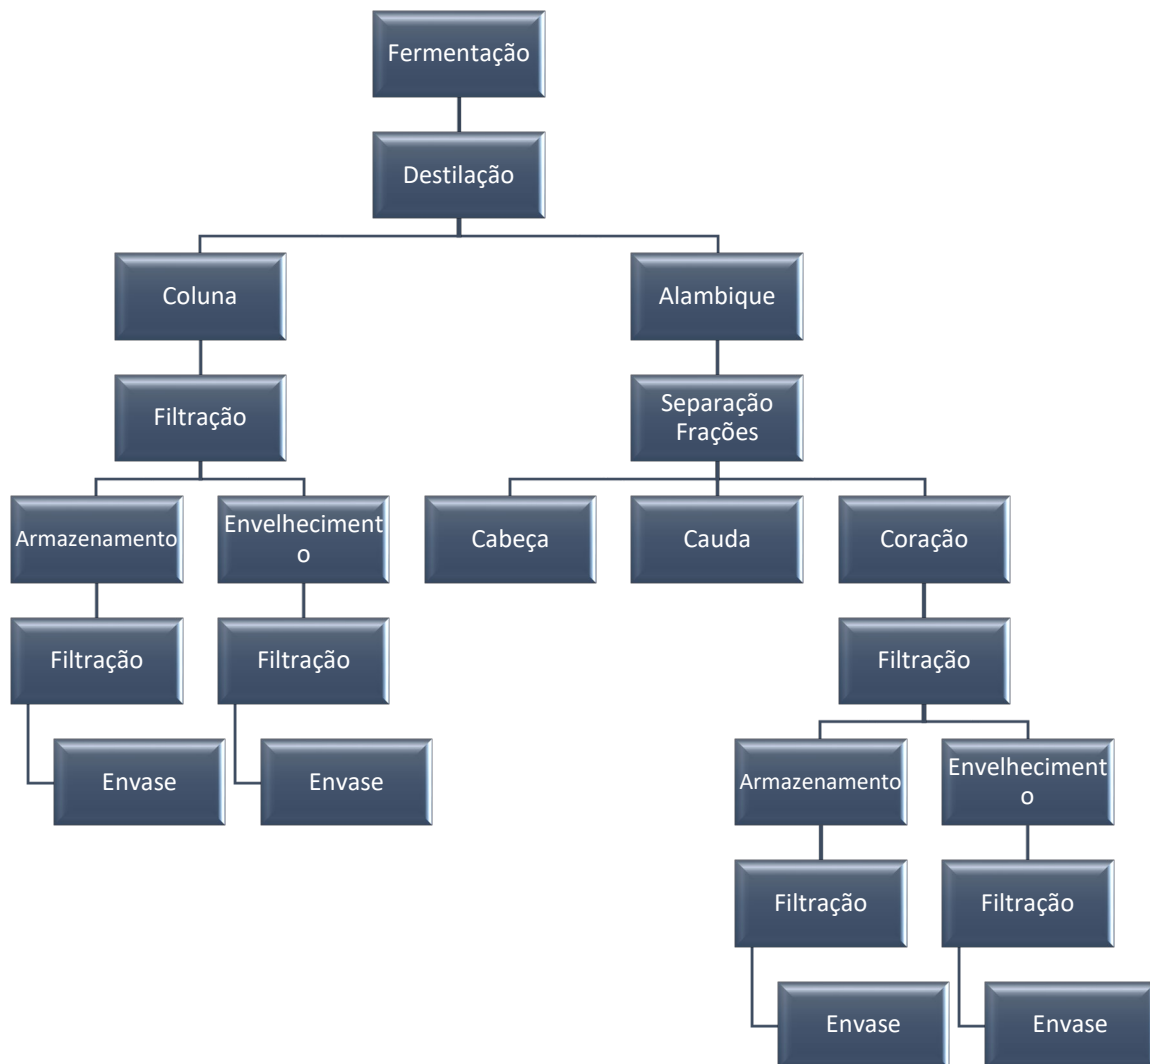 Fermentação
Destilação
Coluna
Alambique
Filtração
Separação
Frações
Armazenamento
Envelheciment
o
Cabeça
Cauda
Coração
Filtração
Filtração
Filtração
Envase
Envase
Armazenamento
Envelheciment
o
Filtração
Filtração
Envase
Envase